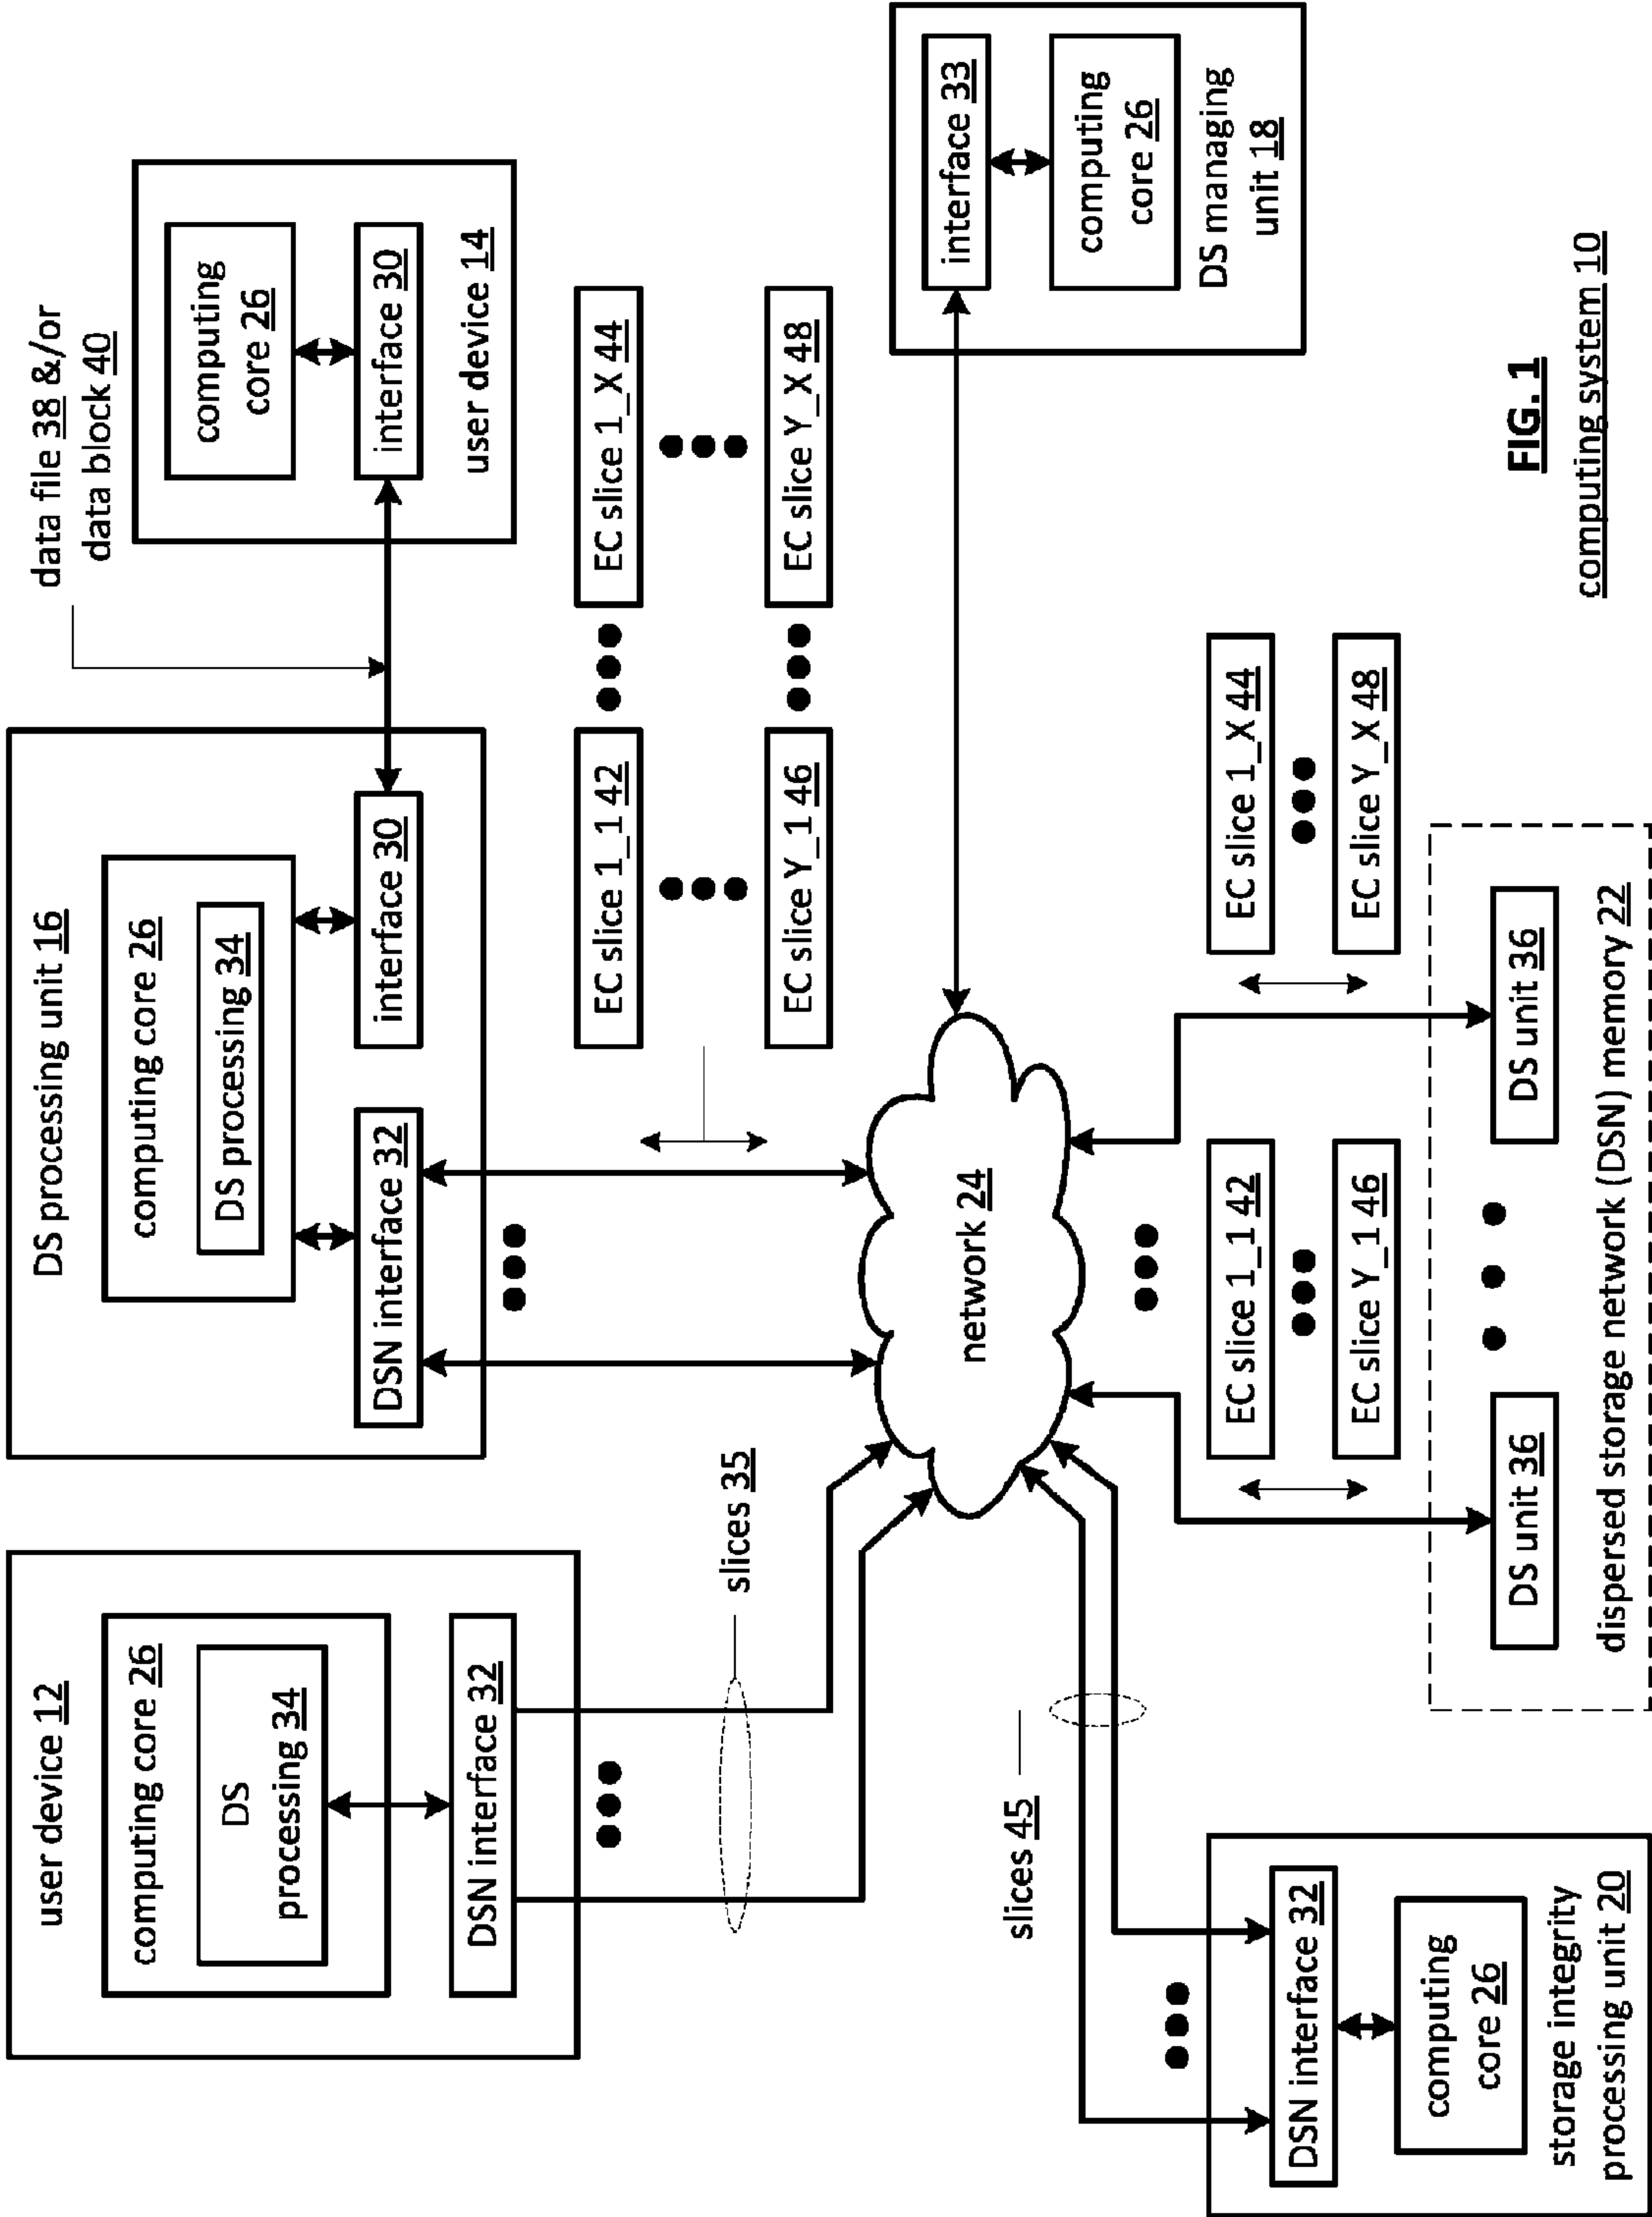 user device 12
computing core 26
DS
processing 34
DSN interface 32
slices 35
DS processing unit 16
computing core 26
DS processing 34
DSN interface 32
interface 30
data file 38 &/or
data block 40
computing
core 26
interface 30
user device 14
EC slice 1_1 42
EC slice 1_X 44
EC slice Y_1 46
EC slice Y_X 48
network 24
interface 33
computing
core 26
DS managing
unit 18
slices 45
DSN interface 32
computing
core 26
storage integrity
processing unit 20
EC slice 1_1 42
EC slice 1_X 44
EC slice Y_1 46
EC slice Y_X 48
DS unit 36
DS unit 36
dispersed storage network (DSN) memory 22
FIG. 1
computing system 10